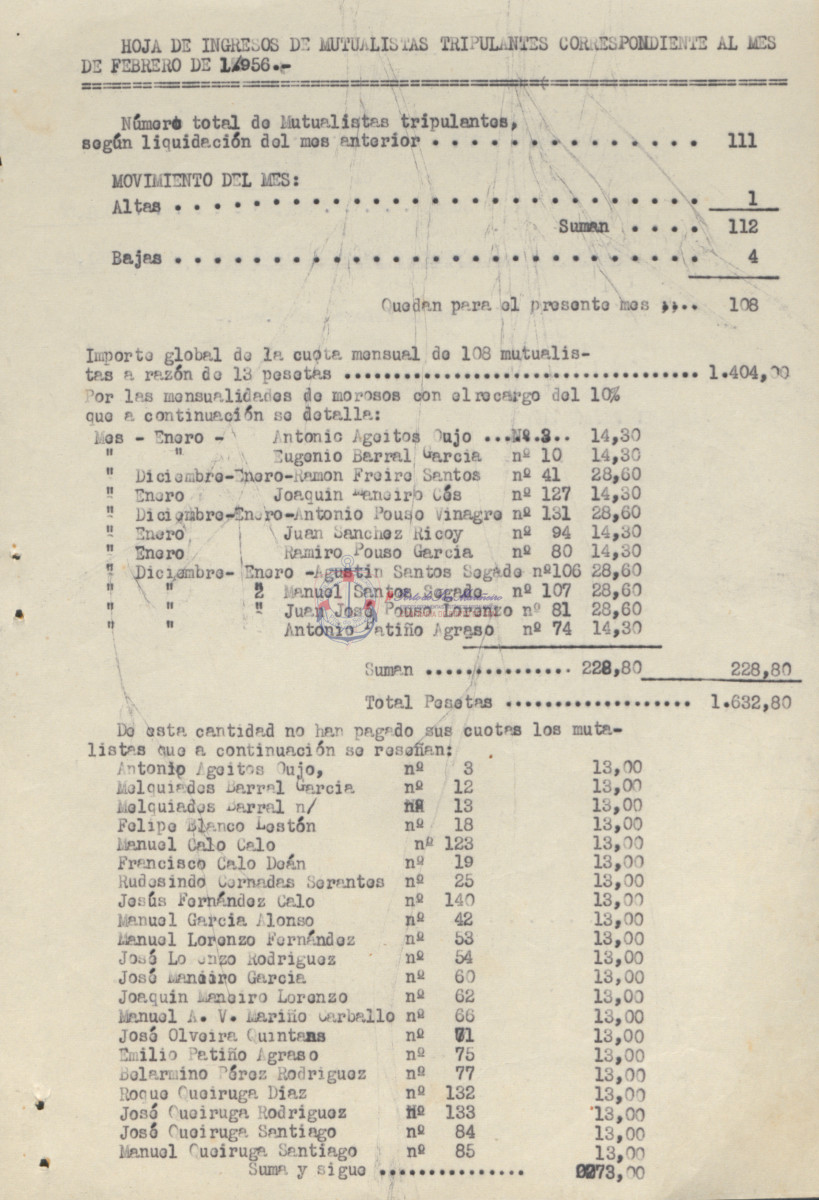 HOJA DE INGRESOS DE MUTUALISTAS TRIPULANTES CORRESPONDIENTE AL MES
DE FEBRERO DE 1.956.-
Número total de Mutualistas tripulantes,
según liquidación del mes anterior . . . . . . . . . . . . . . . 111
MOVIMIENTO DEL MES:
Altas . . . . . . . . . . . . . . . . . . . . . . . . . . . . 1
Suman . . . . 112
Bajas . . . . . . . . . . . . . . . . . . . . . . . . . . . . 4
Quedan para el presente mes ,,.. 108
Importe global de la cuota mensual de 108 mutualis-
tas a razón de 13 pesetas .................................... 1.404,00
Por las mensualidades de morosos con elrecargo del 10%
que a continuación se detalla:
Mes - Enero - Antonio Ageitos Oujo ...Nº.3.. 14,30
" " Eugenio Barral Garcia nº 10 14,30
" Diciembre-Enero-Ramon Freire Santos nº 41 28,60
" Enero Joaquin Maneiro Cés nº 127 14,30
" Diciembre-Enero-Antonio Pouso Vinagre nº 131 28,60
" Enero Juan Sanchez Ricoy nº 94 14,30
" Enero Ramiro Pouso Garcia nº 80 14,30
" Diciembre- Enero -Agustin Santos Segade nº106 28,60
" " 2 Manuel Santos Segade nº 107 28,60
" " " Juan José Pouso Lorenzo nº 81 28,60
" " Antonio Patiño Agraso nº 74 14,30
Suman ............... 228,80 228,80
Total Pesetas ................... 1.632,80
De esta cantidad no han pagado sus cuotas los muta-
listas que a continuación se reseñan:
Antonio Ageitos Oujo, nº 3 13,00
Melquiades Barral Garcia nº 12 13,00
Melquiades Barral n/ nº 13 13,00
Felipe Blanco Lestón nº 18 13,00
Manuel Calo Calo nº 123 13,00
Francisco Calo Deán nº 19 13,00
Rudesindo Cernadas Serantes nº 25 13,00
Jesús Fernández Calo nº 140 13,00
Manuel Garcia Alonso nº 42 13,00
Manuel Lorenzo Fernández nº 53 13,00
José Lo enzo Rodriguez nº 54 13,00
José Maneiro Garcia nº 60 13,00
Joaquin Maneiro Lorenzo nº 62 13,00
Manuel A. V. Mariño Carballo nº 66 13,00
José Olveira Quintans nº 71 13,00
Emilio Patiño Agraso nº 75 13,00
Belarmino Pérez Rodriguez nº 77 13,00
Roque Queiruga Diaz nº 132 13,00
José Queiruga Rodriguez nº 133 13,00
José Queiruga Santiago nº 84 13,00
Manuel Queiruga Santiago nº 85 13,00
Suma y sigue ............... 273,00